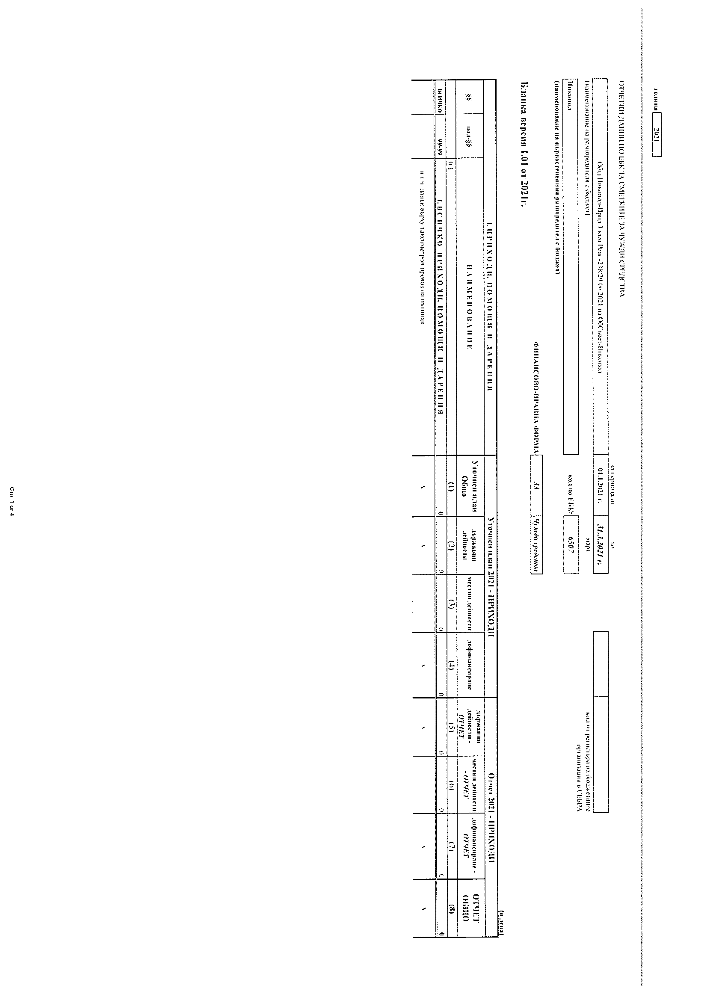 година 2021
ОТЧЕТНИ ДАННИ ПО ЕБК ЗА СМЕТКИТЕ ЗА ЧУЖДИ СРЕДСТВА
за периода от до
Общ Никопол-Прил 3 към Реш -238/29 06 2021 на ОбСъвет-Никопол 01.1.2021 г. 31.3.2021 г.
(наименование на разпоредителя с бюджет) март код от регистъра на бюджетните
организации в СЕБРА
Никопол код по ЕБК: 6507
(наименование на първостепенния разпоредител с бюджет)
ФИНАНСОВО-ПРАВНА ФОРМА 33 Чужди средства
Бланка версия 1.01 от 2021г.
(в лева)
I. ПРИХОДИ, ПОМОЩИ И ДАРЕНИЯ Уточнен план 2021 - ПРИХОДИ Отчет 2021 - ПРИХОДИ
§§ под-§§ НАИМЕНОВАНИЕ Уточнен план Общо държавни дейности местни дейности дофинансиране държавни дейности - ОТЧЕТ местни дейности - ОТЧЕТ дофинансиране - ОТЧЕТ ОТЧЕТ ОБЩО
(1) (2) (3) (4) (5) (6) (7) (8)
всичко 99-99 I. ВСИЧКО ПРИХОДИ, ПОМОЩИ И ДАРЕНИЯ 0 0 0 0 0 0 0 0
в т.ч. данък върху таксиметров превоз на пътници
Стр. 1 от 4